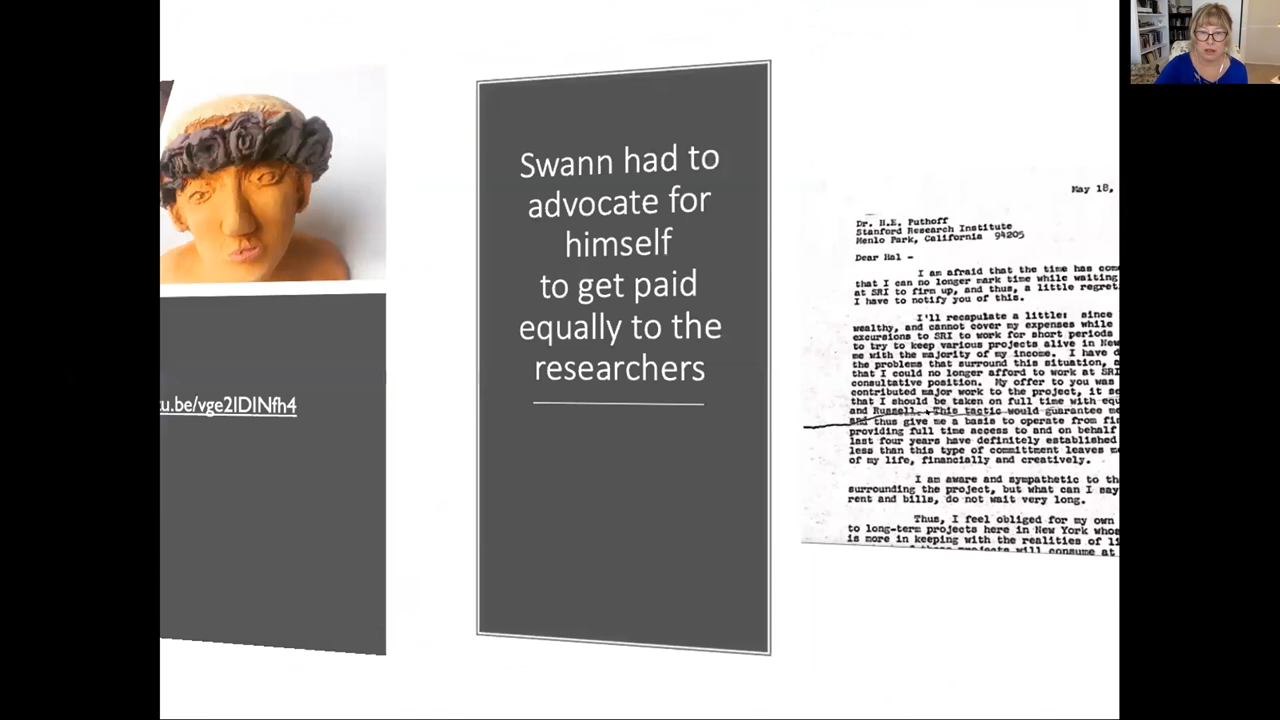 cu.be/vge2IDINfh4
Swann had to
advocate for
himself
to get paid
equally to the
researchers
May 18,
Dr. H.E. Puthoff
Stanford Research Institute
Menlo Park, California 94205
Dear Hal -
I am afraid that the time has com
that I can no longer mark time while waiting
at SRI to firm up, and thus, a little regret
I have to notify you of this.
I'll recapulate a little: since
wealthy, and cannot cover my expenses while
excursions to SRI to work for short periods
to try to keep various projects alive in New
me with the majority of my income. I have d
the problems that surround this situation, a
that I could no longer afford to work at SRI
consultative position. My offer to you was
contributed major work to the project, it se
that I should be taken on full time with equ
and Russell. This tactic would guarantee me
and thus give me a basis to operate from fin
providing full time access to and on behalf
last four years have definitely established
less than this type of committment leaves me
of my life, financially and creatively.
I am aware and sympathetic to th
surrounding the project, but what can I say
rent and bills, do not wait very long.
Thus, I feel obliged for my own
to long-term projects here in New York whos
is more in keeping with the realities of li
projects will consume at